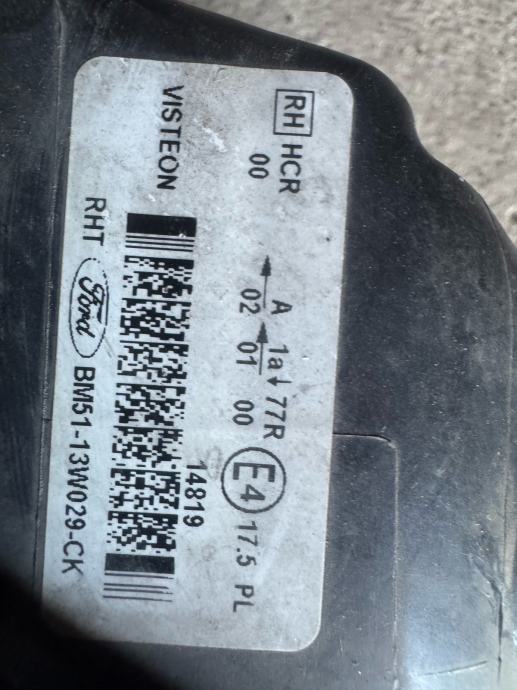 RH HCR
00
A 1a 77R
02 01 00
E4 17.5 PL
VISTEON
14819
RHT Ford BM51-13W029-CK